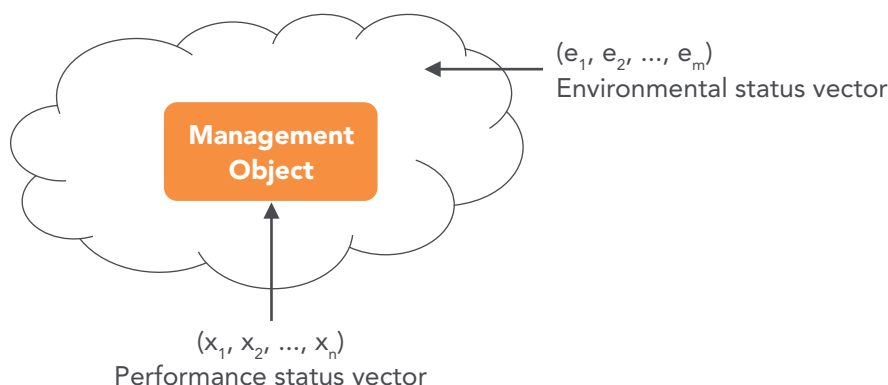 (e₁, e₂, ..., eₘ)
Environmental status vector
Management
Object
(x₁, x₂, ..., xₙ)
Performance status vector